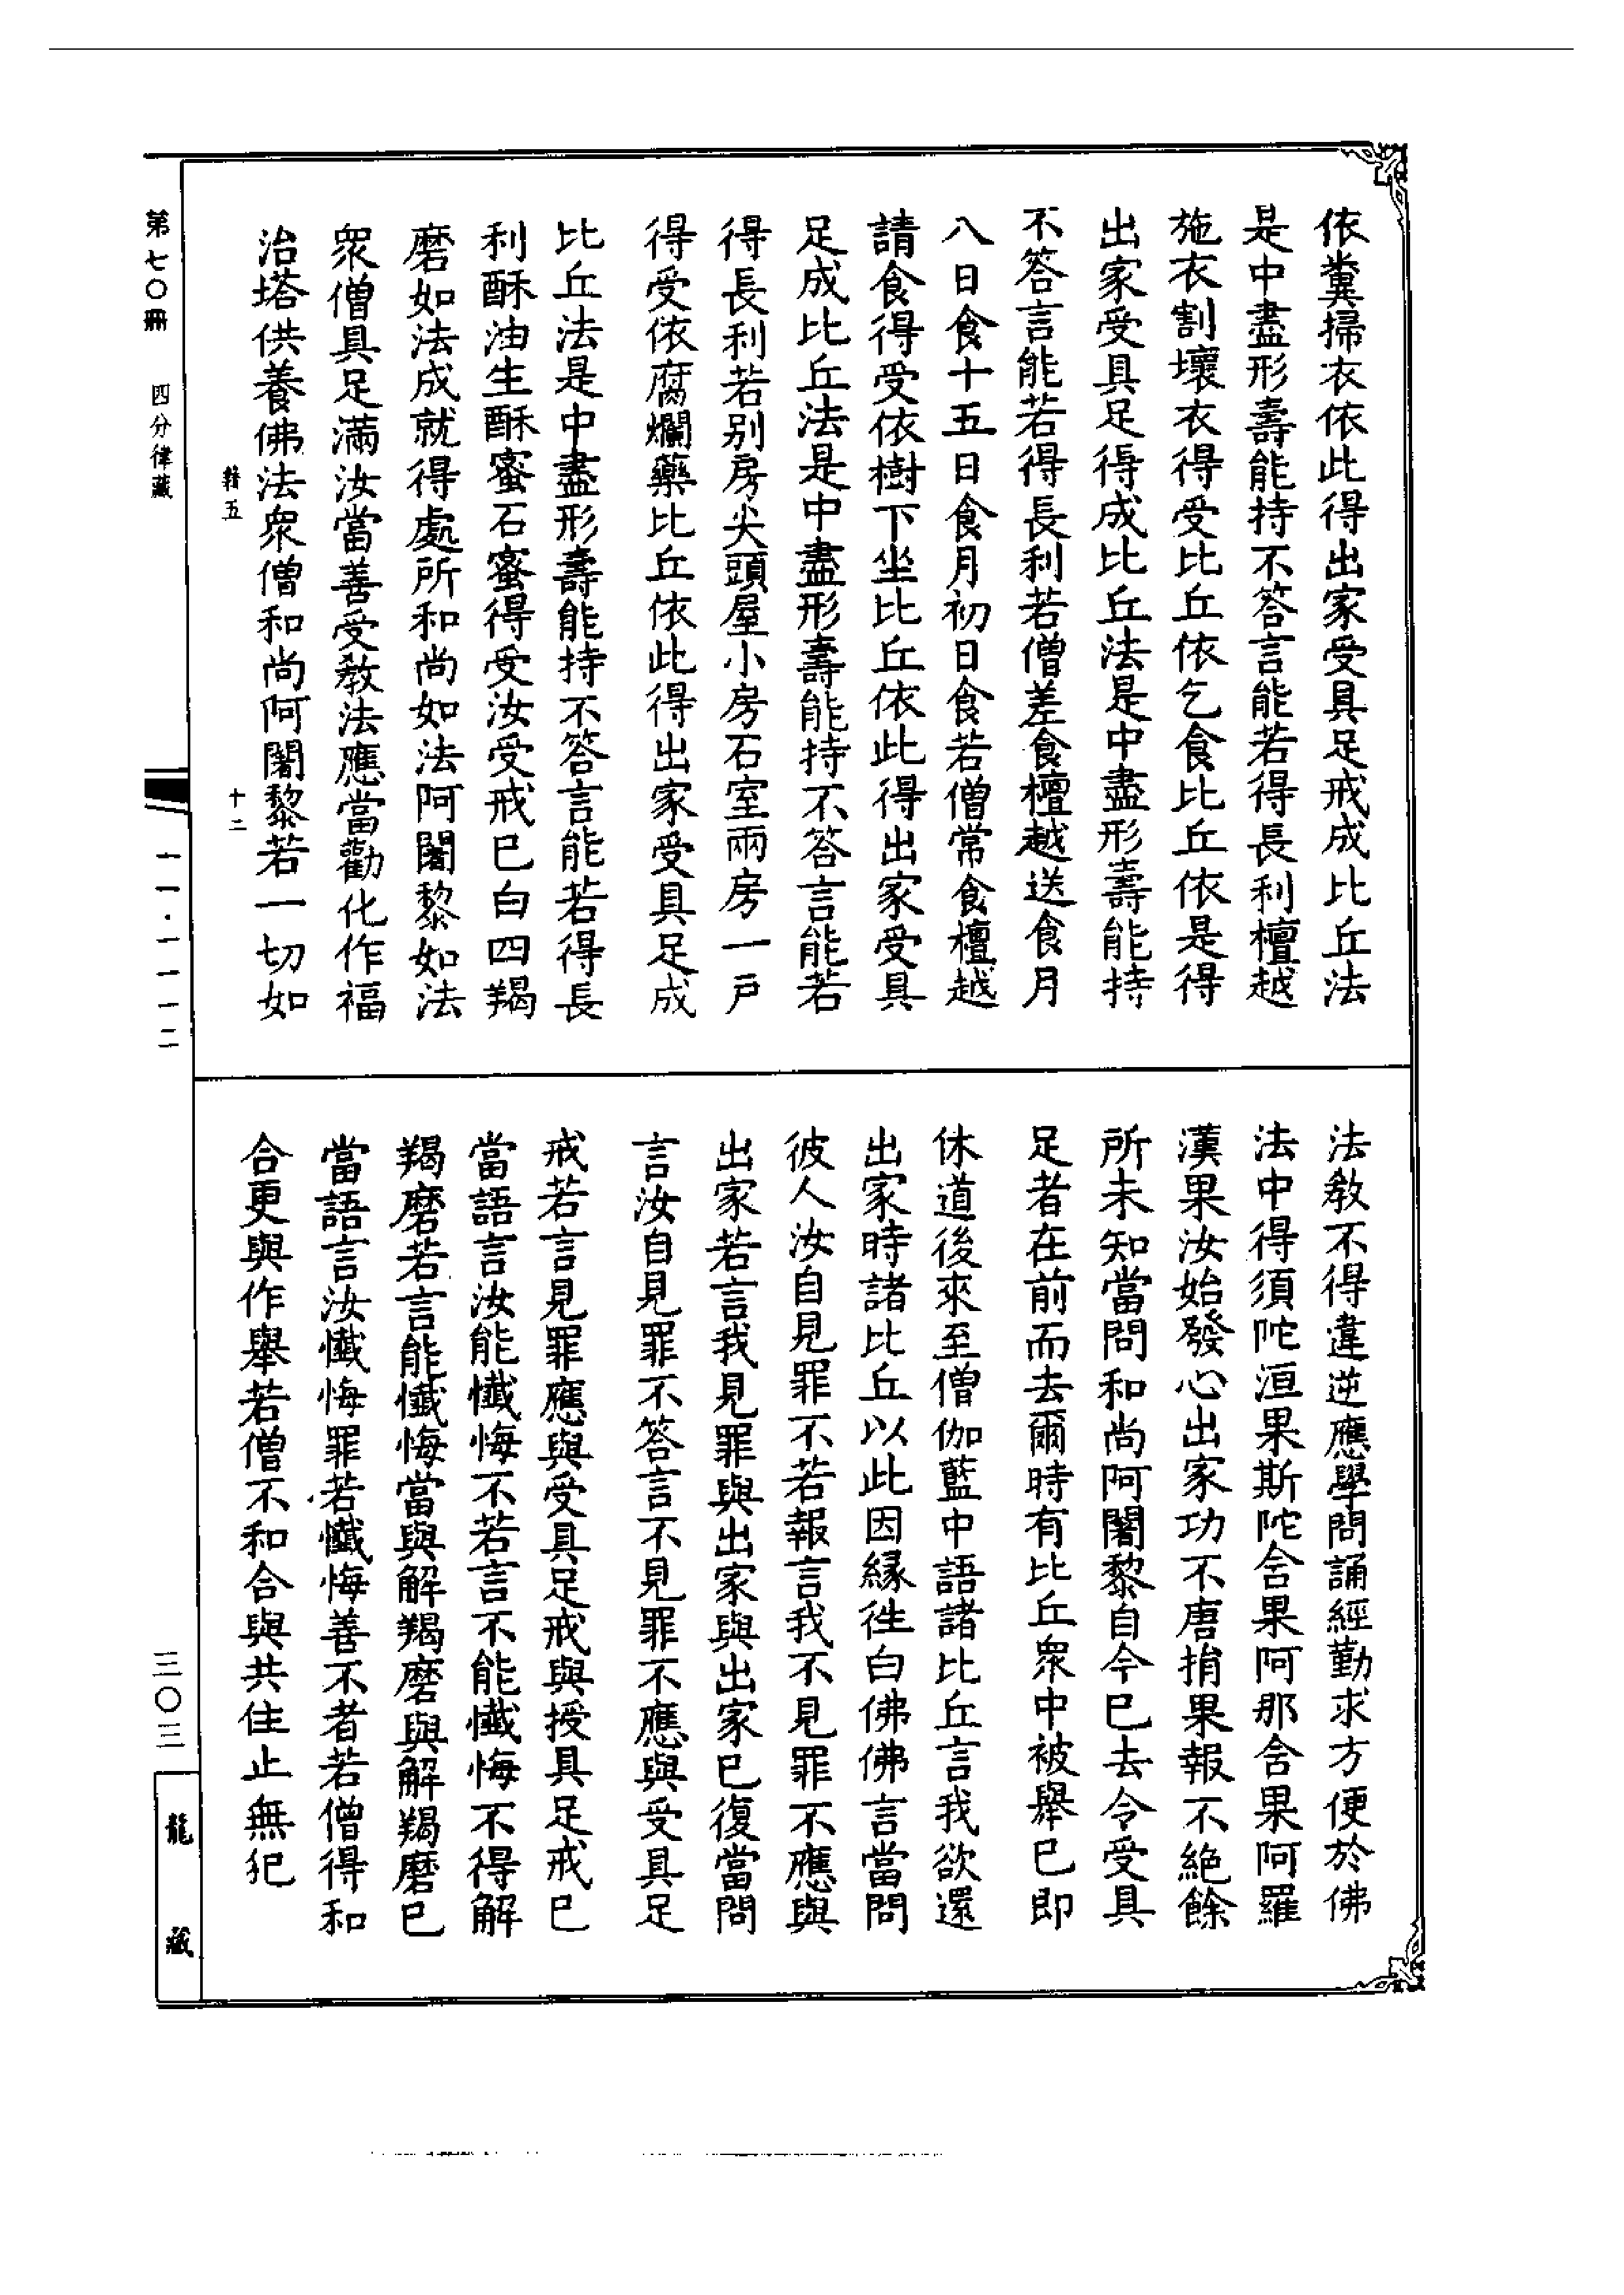 依糞掃衣依此得出家受具足戒成比丘法
是中盡形壽能持不答言能若得長利檀越
施衣割壞衣得受比丘依乞食比丘依是得
出家受具足得成比丘法是中盡形壽能持
不答言能若得長利若僧差食檀越送食月
八日食十五日食月初日食若僧常食檀越
請食得受依樹下坐比丘依此得出家受具
足成比丘法是中盡形壽能持不答言能若
得長利若別房尖頭屋小房石室兩房一戸
得受依腐爛藥比丘依此得出家受具足成
比丘法是中盡形壽能持不答言能若得長
利酥油生酥蜜石蜜得受汝受戒已白四羯
磨如法成就得處所和尚如法阿闍黎如法
衆僧具足滿汝當善受教法應當勸化作福
治塔供養佛法衆僧和尚阿闍黎若一切如
法教不得違逆應學問誦經勤求方便於佛
法中得須陀洹果斯陀含果阿那含果阿羅
漢果汝始發心出家功不唐捐果報不絶餘
所未知當問和尚阿闍黎自今已去令受具
足者在前而去爾時有比丘衆中被舉已即
休道後來至僧伽藍中語諸比丘言我欲還
出家時諸比丘以此因縁徃白佛佛言當問
彼人汝自見罪不若報言我不見罪不應與
出家若言我見罪與出家與出家已復當問
言汝自見罪不答言不見罪不應與受具足
戒若言見罪應與受具足戒與授具足戒已
當語言汝能懺悔不若言不能懺悔不得解
羯磨若言能懺悔當與解羯磨與解羯磨已
當語言汝懺悔罪若懺悔善不者若僧得和
合更與作舉若僧不和合與共住止無犯
籍五
十二
第七〇冊
四分律藏
一一·一一一二
三〇三
龍藏